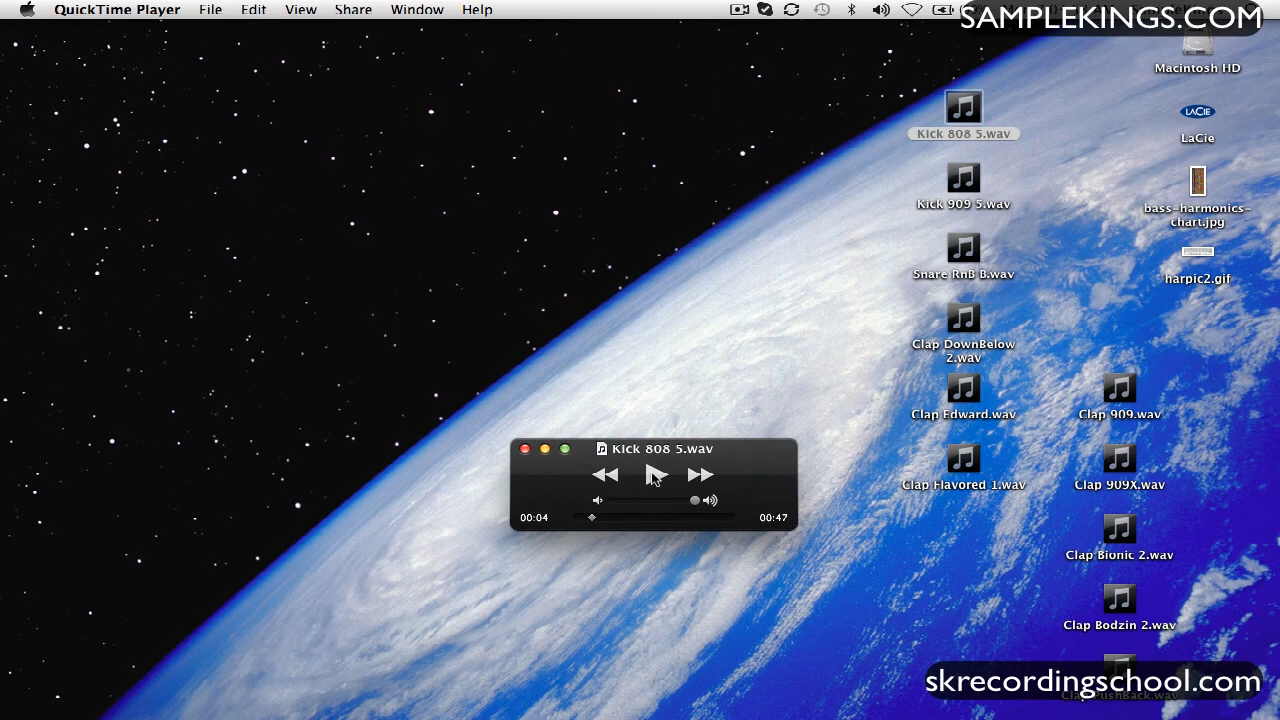 QuickTime Player File Edit View Share Window Help
SAMPLEKINGS.COM
Macintosh HD
LACIE
LaCie
Kick 808 5.wav
Kick 909 5.wav
bass-harmonics-
chart.jpg
Snare RnB B.wav
harpic2.gif
Clap DownBelow
2.wav
Clap Edward.wav
Clap 909.wav
Clap Flavored 1.wav
Clap 909X.wav
Clap Bionic 2.wav
Clap Bodzin 2.wav
Clap PushBack.wav
Kick 808 5.wav
00:04
00:47
skrecordingschool.com